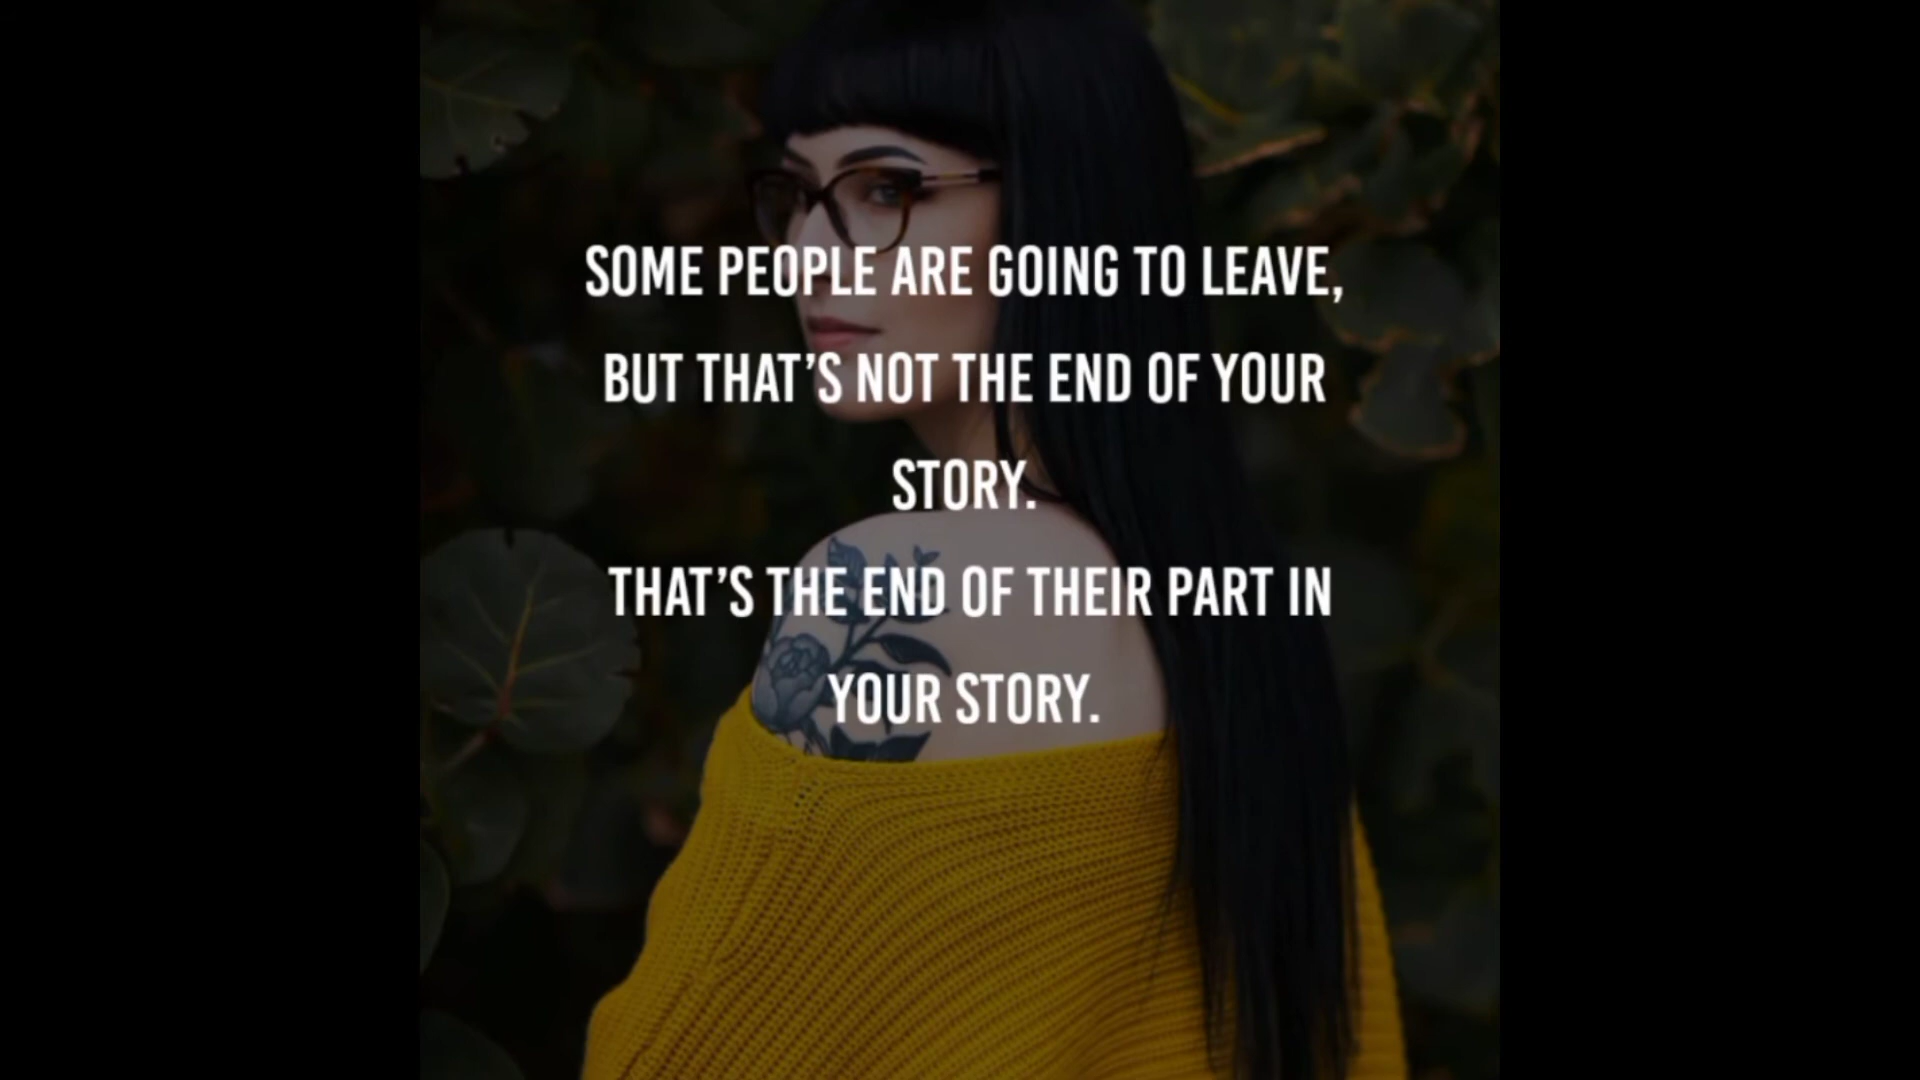 SOME PEOPLE ARE GOING TO LEAVE,
BUT THAT’S NOT THE END OF YOUR
STORY.
THAT’S THE END OF THEIR PART IN
YOUR STORY.